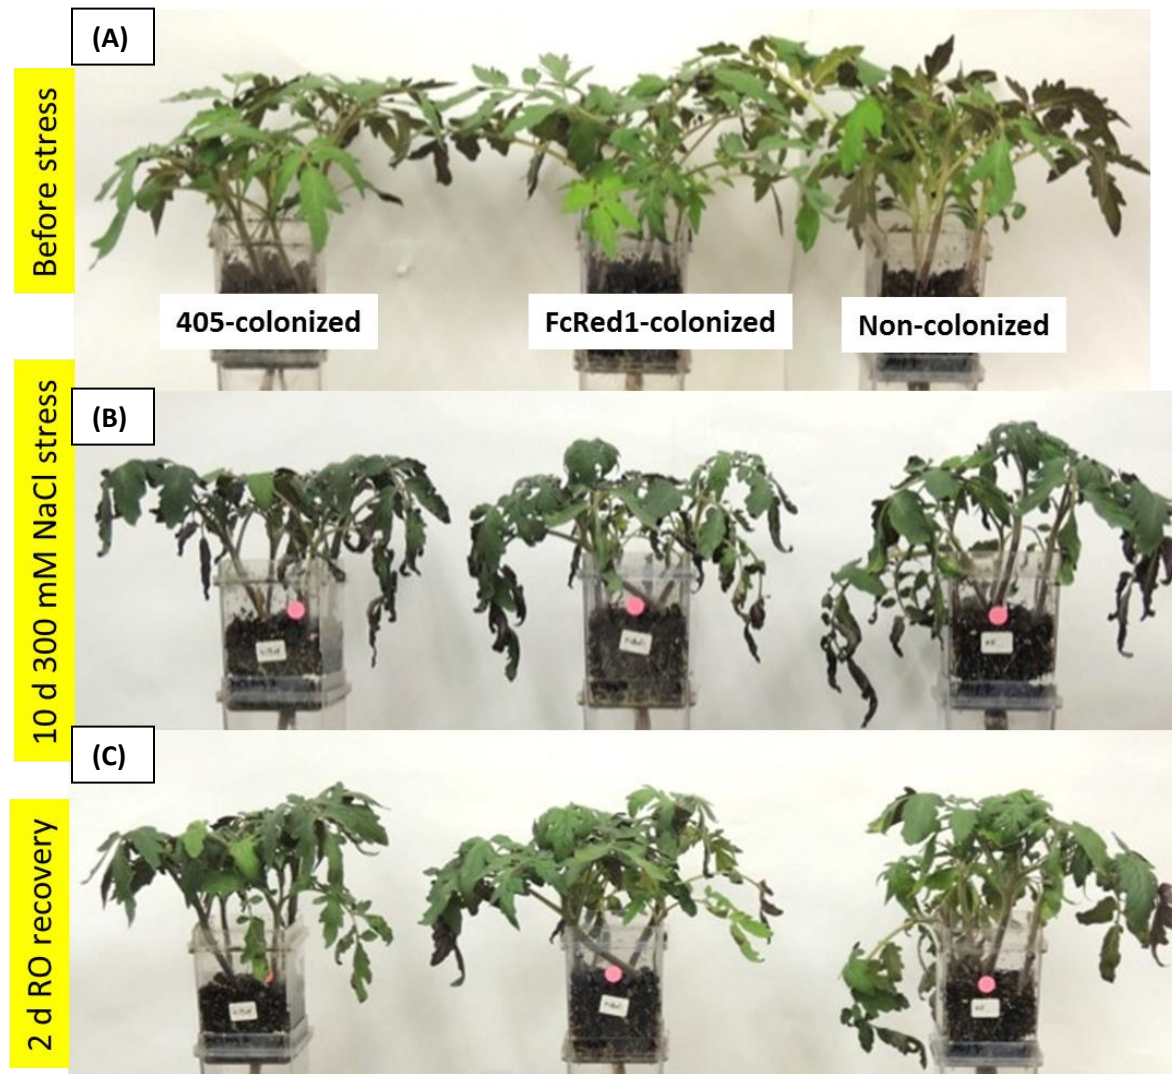 (A)
Before stress
405-colonized
FcRed1-colonized
Non-colonized
(B)
10 d 300 mM NaCl stress
(C)
2 d RO recovery